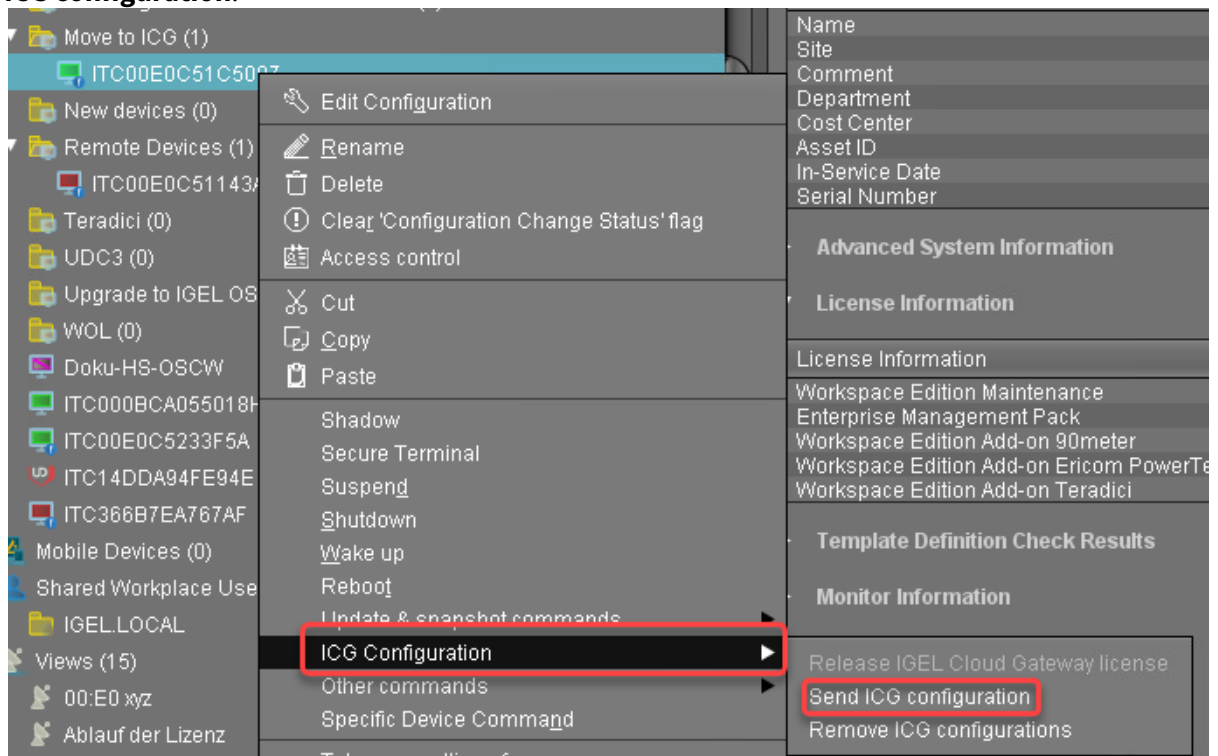 ICG configuration.
Move to ICG (1)
ITC00E0C51C5097
New devices (0)
Remote Devices (1)
ITC00E0C51143
Teradici (0)
UDC3 (0)
Upgrade to IGEL OS
WOL (0)
Doku-HS-OSCW
ITC000BCA055018
ITC00E0C5233F5A
ITC14DDA94FE94E
ITC366B7EA767AF
Mobile Devices (0)
Shared Workplace Use
IGEL.LOCAL
Views (15)
00:E0 xyz
Ablauf der Lizenz
Edit Configuration
Rename
Delete
Clear 'Configuration Change Status' flag
Access control
Cut
Copy
Paste
Shadow
Secure Terminal
Suspend
Shutdown
Wake up
Reboot
Update & snapshot commands
ICG Configuration
Other commands
Specific Device Command
Release IGEL Cloud Gateway license
Send ICG configuration
Remove ICG configurations
Name
Site
Comment
Department
Cost Center
Asset ID
In-Service Date
Serial Number
Advanced System Information
License Information
License Information
Workspace Edition Maintenance
Enterprise Management Pack
Workspace Edition Add-on 90meter
Workspace Edition Add-on Ericom PowerTe
Workspace Edition Add-on Teradici
Template Definition Check Results
Monitor Information